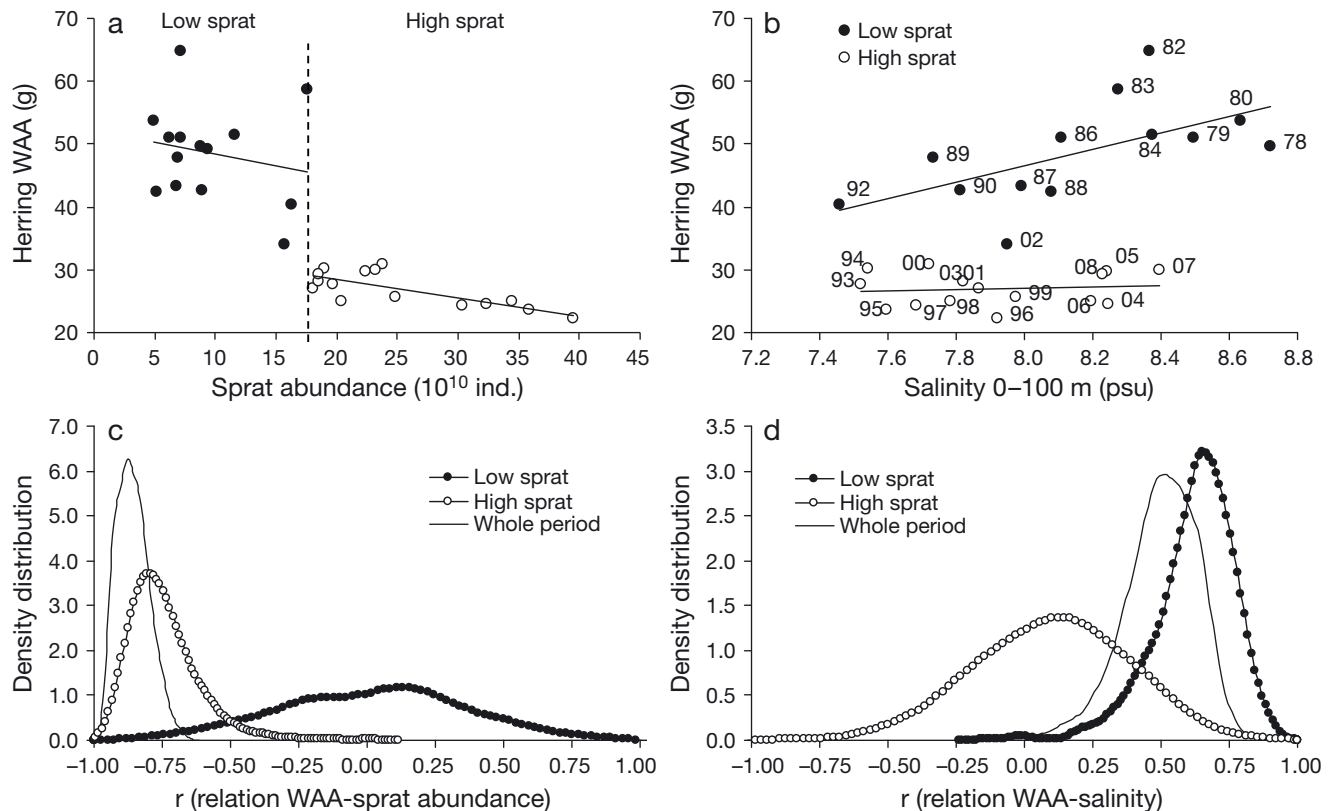 a
Low sprat
High sprat
70
60
50
40
30
20
Herring WAA (g)
0 5 10 15 20 25 30 35 40 45
Sprat abundance (10¹⁰ ind.)
b
Low sprat
High sprat
70
60
50
40
30
20
Herring WAA (g)
82
83
80
86
84
79
78
89
87
92
90
88
02
94
00
0301
05
08
07
93
99
95
97
98
96
06
04
7.2 7.4 7.6 7.8 8.0 8.2 8.4 8.6 8.8
Salinity 0–100 m (psu)
c
7.0
6.0
5.0
4.0
3.0
2.0
1.0
0.0
Density distribution
Low sprat
High sprat
Whole period
–1.00 –0.75 –0.50 –0.25 0.00 0.25 0.50 0.75 1.00
r (relation WAA-sprat abundance)
d
3.5
3.0
2.5
2.0
1.5
1.0
0.5
0.0
Density distribution
Low sprat
High sprat
Whole period
–1.00 –0.75 –0.50 –0.25 0.00 0.25 0.50 0.75 1.00
r (relation WAA-salinity)